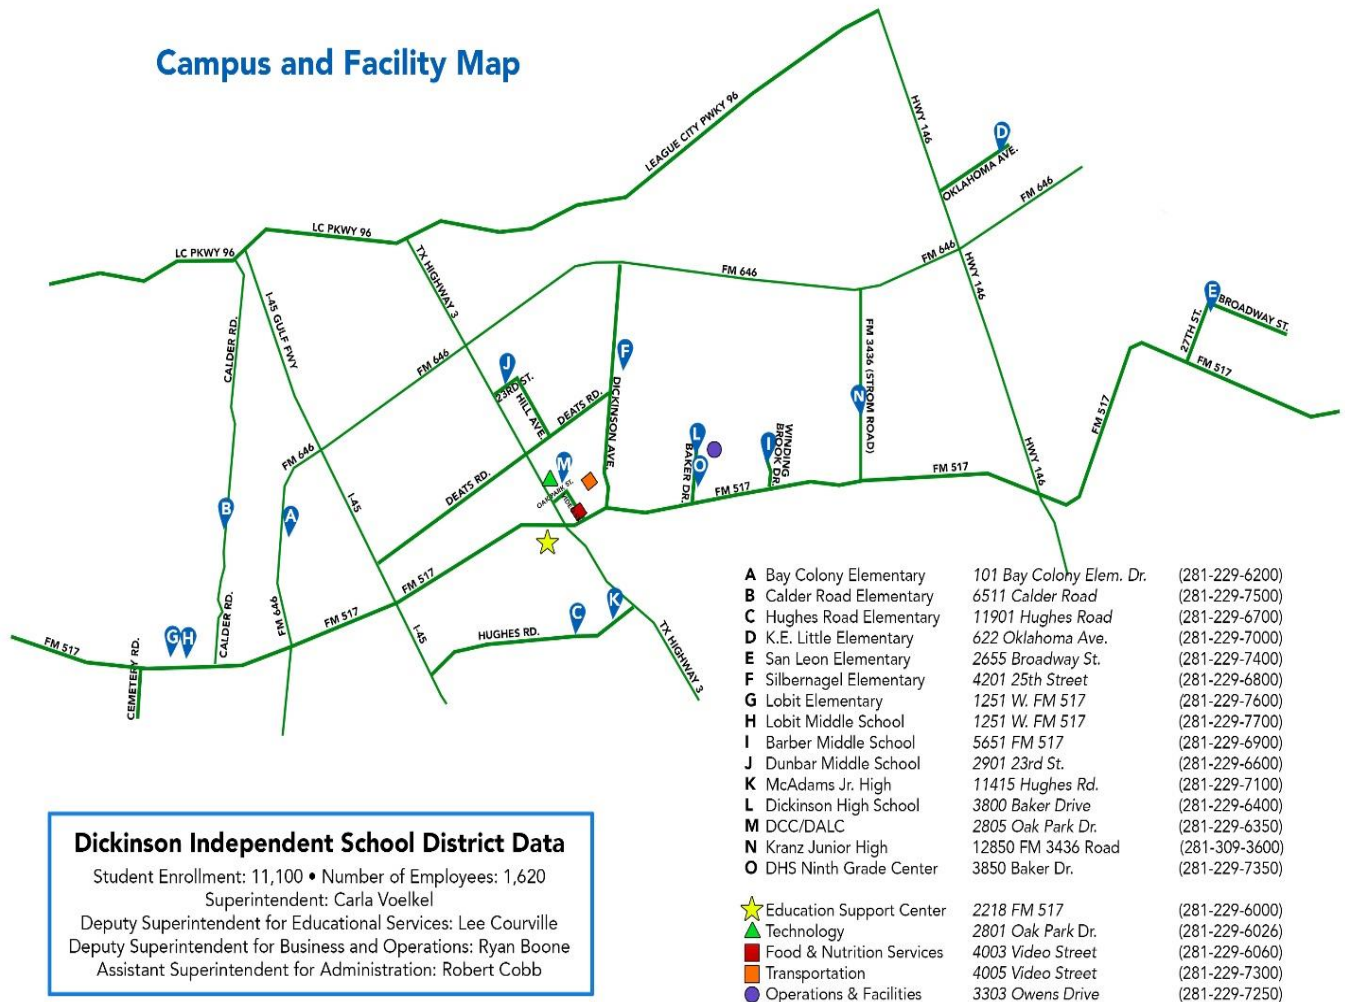 Campus and Facility Map
LEAGUE CITY PWKY 96
HWY 146
D
OKLAHOMA AVE.
FM 646
LC PKWY 96
LC PKWY 96
TX HIGHWAY 3
FM 646
FM 646
HWY 146
E
BROADWAY ST.
27TH ST.
FM 517
I-45 GULF FWY
CALDER RD.
FM 646
J
23RD ST.
HILL AVE.
F
DICKINSON AVE.
DEATS RD.
FM 3436 (STROM ROAD)
N
FM 517
L
BAKER DR.
O
I
WINDING
BROOK DR.
FM 646
I-45
DEATS RD.
M
OAK PARK ST.
FM 517
FM 517
HWY 146
B
A
FM 517
FM 517
C
K
HUGHES RD.
TX HIGHWAY 3
I-45
FM 646
CALDER RD.
G H
FM 517
CEMETERY RD.
A Bay Colony Elementary 101 Bay Colony Elem. Dr. (281-229-6200)
B Calder Road Elementary 6511 Calder Road (281-229-7500)
C Hughes Road Elementary 11901 Hughes Road (281-229-6700)
D K.E. Little Elementary 622 Oklahoma Ave. (281-229-7000)
E San Leon Elementary 2655 Broadway St. (281-229-7400)
F Silbernagel Elementary 4201 25th Street (281-229-6800)
G Lobit Elementary 1251 W. FM 517 (281-229-7600)
H Lobit Middle School 1251 W. FM 517 (281-229-7700)
I Barber Middle School 5651 FM 517 (281-229-6900)
J Dunbar Middle School 2901 23rd St. (281-229-6600)
K McAdams Jr. High 11415 Hughes Rd. (281-229-7100)
L Dickinson High School 3800 Baker Drive (281-229-6400)
M DCC/DALC 2805 Oak Park Dr. (281-229-6350)
N Kranz Junior High 12850 FM 3436 Road (281-309-3600)
O DHS Ninth Grade Center 3850 Baker Dr. (281-229-7350)
Education Support Center 2218 FM 517 (281-229-6000)
Technology 2801 Oak Park Dr. (281-229-6026)
Food & Nutrition Services 4003 Video Street (281-229-6060)
Transportation 4005 Video Street (281-229-7300)
Operations & Facilities 3303 Owens Drive (281-229-7250)
Dickinson Independent School District Data
Student Enrollment: 11,100 • Number of Employees: 1,620
Superintendent: Carla Voelkel
Deputy Superintendent for Educational Services: Lee Courville
Deputy Superintendent for Business and Operations: Ryan Boone
Assistant Superintendent for Administration: Robert Cobb